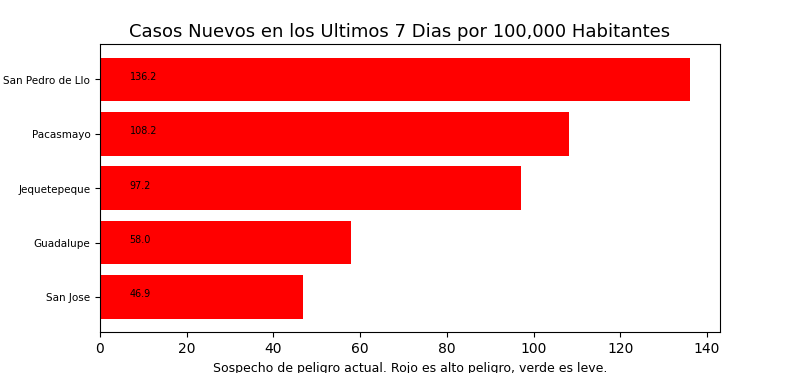 Casos Nuevos en los Ultimos 7 Dias por 100,000 Habitantes
San Pedro de Llo 136.2
Pacasmayo 108.2
Jequetepeque 97.2
Guadalupe 58.0
San Jose 46.9
0 20 40 60 80 100 120 140
Sospecho de peligro actual. Rojo es alto peligro, verde es leve.